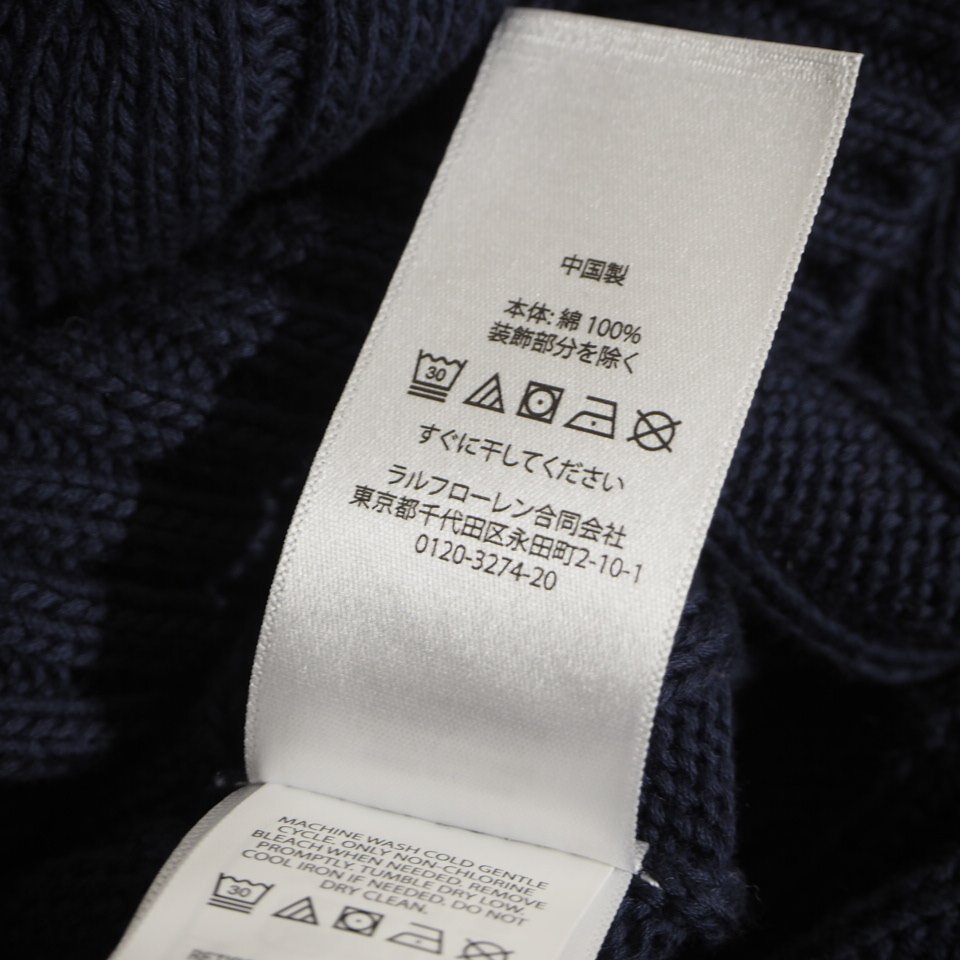 中国製
本体: 綿 100%
装飾部分を除く
30
すぐに干してください
ラルフローレン合同会社
東京都千代田区永田町2-10-1
0120-3274-20
MACHINE WASH COLD GENTLE
CYCLE. ONLY NON-CHLORINE
BLEACH WHEN NEEDED. REMOVE
PROMPTLY. TUMBLE DRY LOW.
COOL IRON IF NEEDED. DO NOT
DRY CLEAN.
30